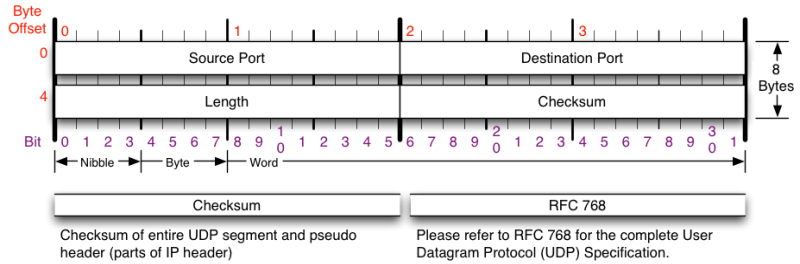 Byte
Offset 0 1 2 3
0 Source Port Destination Port 8
Bytes
4 Length Checksum
Bit 0 1 2 3 4 5 6 7 8 9 10 1 2 3 4 5 6 7 8 9 20 1 2 3 4 5 6 7 8 9 30 1
Nibble Byte Word
Checksum RFC 768
Checksum of entire UDP segment and pseudo
header (parts of IP header)
Please refer to RFC 768 for the complete User
Datagram Protocol (UDP) Specification.